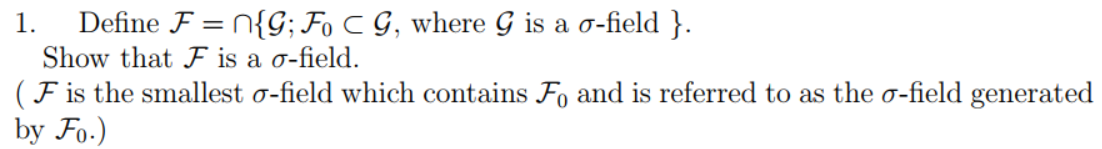 1. Define ℱ = ∩{𝒢; ℱ₀ ⊂ 𝒢, where 𝒢 is a σ-field }.
Show that ℱ is a σ-field.
( ℱ is the smallest σ-field which contains ℱ₀ and is referred to as the σ-field generated
by ℱ₀.)